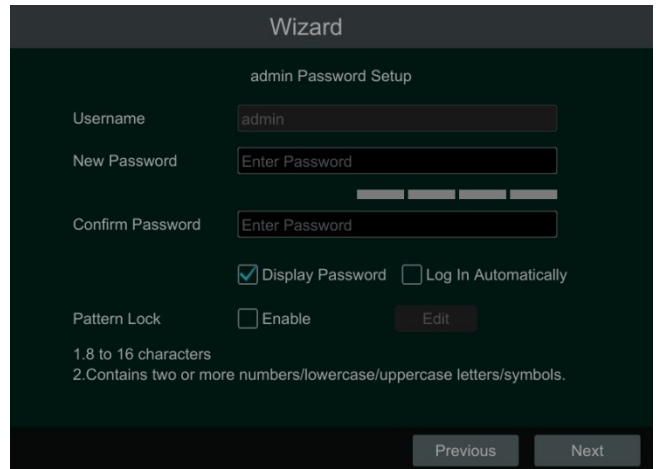 Wizard
admin Password Setup
Username admin
New Password Enter Password
Confirm Password Enter Password
Display Password Log In Automatically
Pattern Lock Enable Edit
1.8 to 16 characters
2.Contains two or more numbers/lowercase/uppercase letters/symbols.
Previous Next